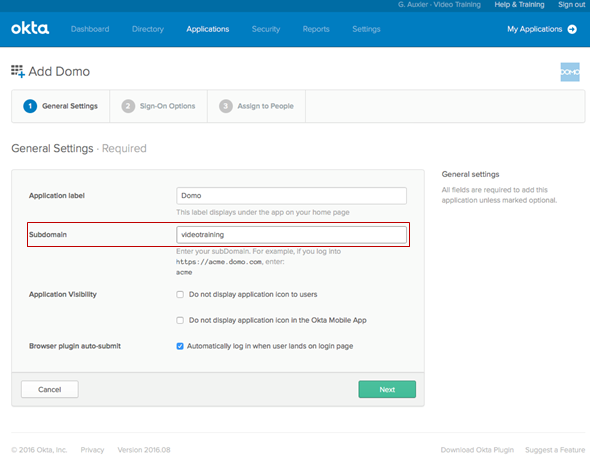 G. Auxier - Video Training Help & Training Sign out
okta Dashboard Directory Applications Security Reports Settings My Applications
Add Domo
DOMO
1 General Settings 2 Sign-On Options 3 Assign to People
General Settings · Required
General settings
All fields are required to add this
application unless marked optional.
Application label Domo
This label displays under the app on your home page
Subdomain videotraining
Enter your subDomain. For example, if you log into
https://acme.domo.com, enter:
acme
Application Visibility Do not display application icon to users
Do not display application icon in the Okta Mobile App
Browser plugin auto-submit Automatically log in when user lands on login page
Cancel Next
© 2016 Okta, Inc. Privacy Version 2016.08 Download Okta Plugin Suggest a Feature